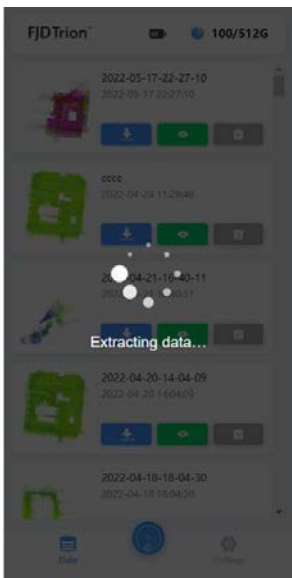 FJDTrion™
100/512G
2022-05-17-22-27-10
2022-05-17 22:27:10
cccc
2022-04-24 11:28:48
2022-04-21-16-40-11
Extracting data...
2022-04-20-14-04-09
2022-04-20 14:04:09
2022-04-18-18-04-30
2022-04-18 18:04:30
Data
Settings